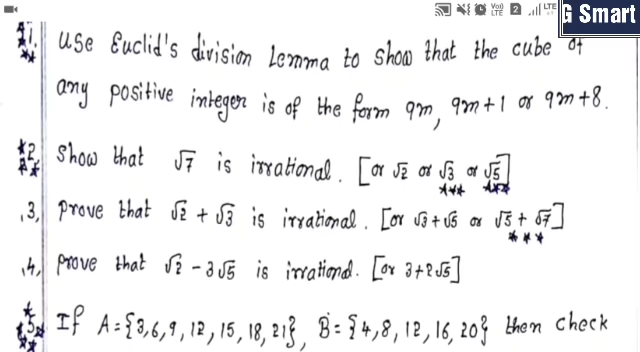 G Smart
1. Use Euclid's division Lemma to show that the cube of
any positive integer is of the form 9m, 9m+1 or 9m+8.
2. Show that √7 is irrational. [or √2 or √3 or √5]
3, Prove that √2 + √3 is irrational. [or √3+√5 or √5+√7]
4, Prove that √2 - 3√5 is irrational. [or 3+2√5]
5. If A={3,6,9,12,15,18,21}, B={4,8,12,16,20} then check